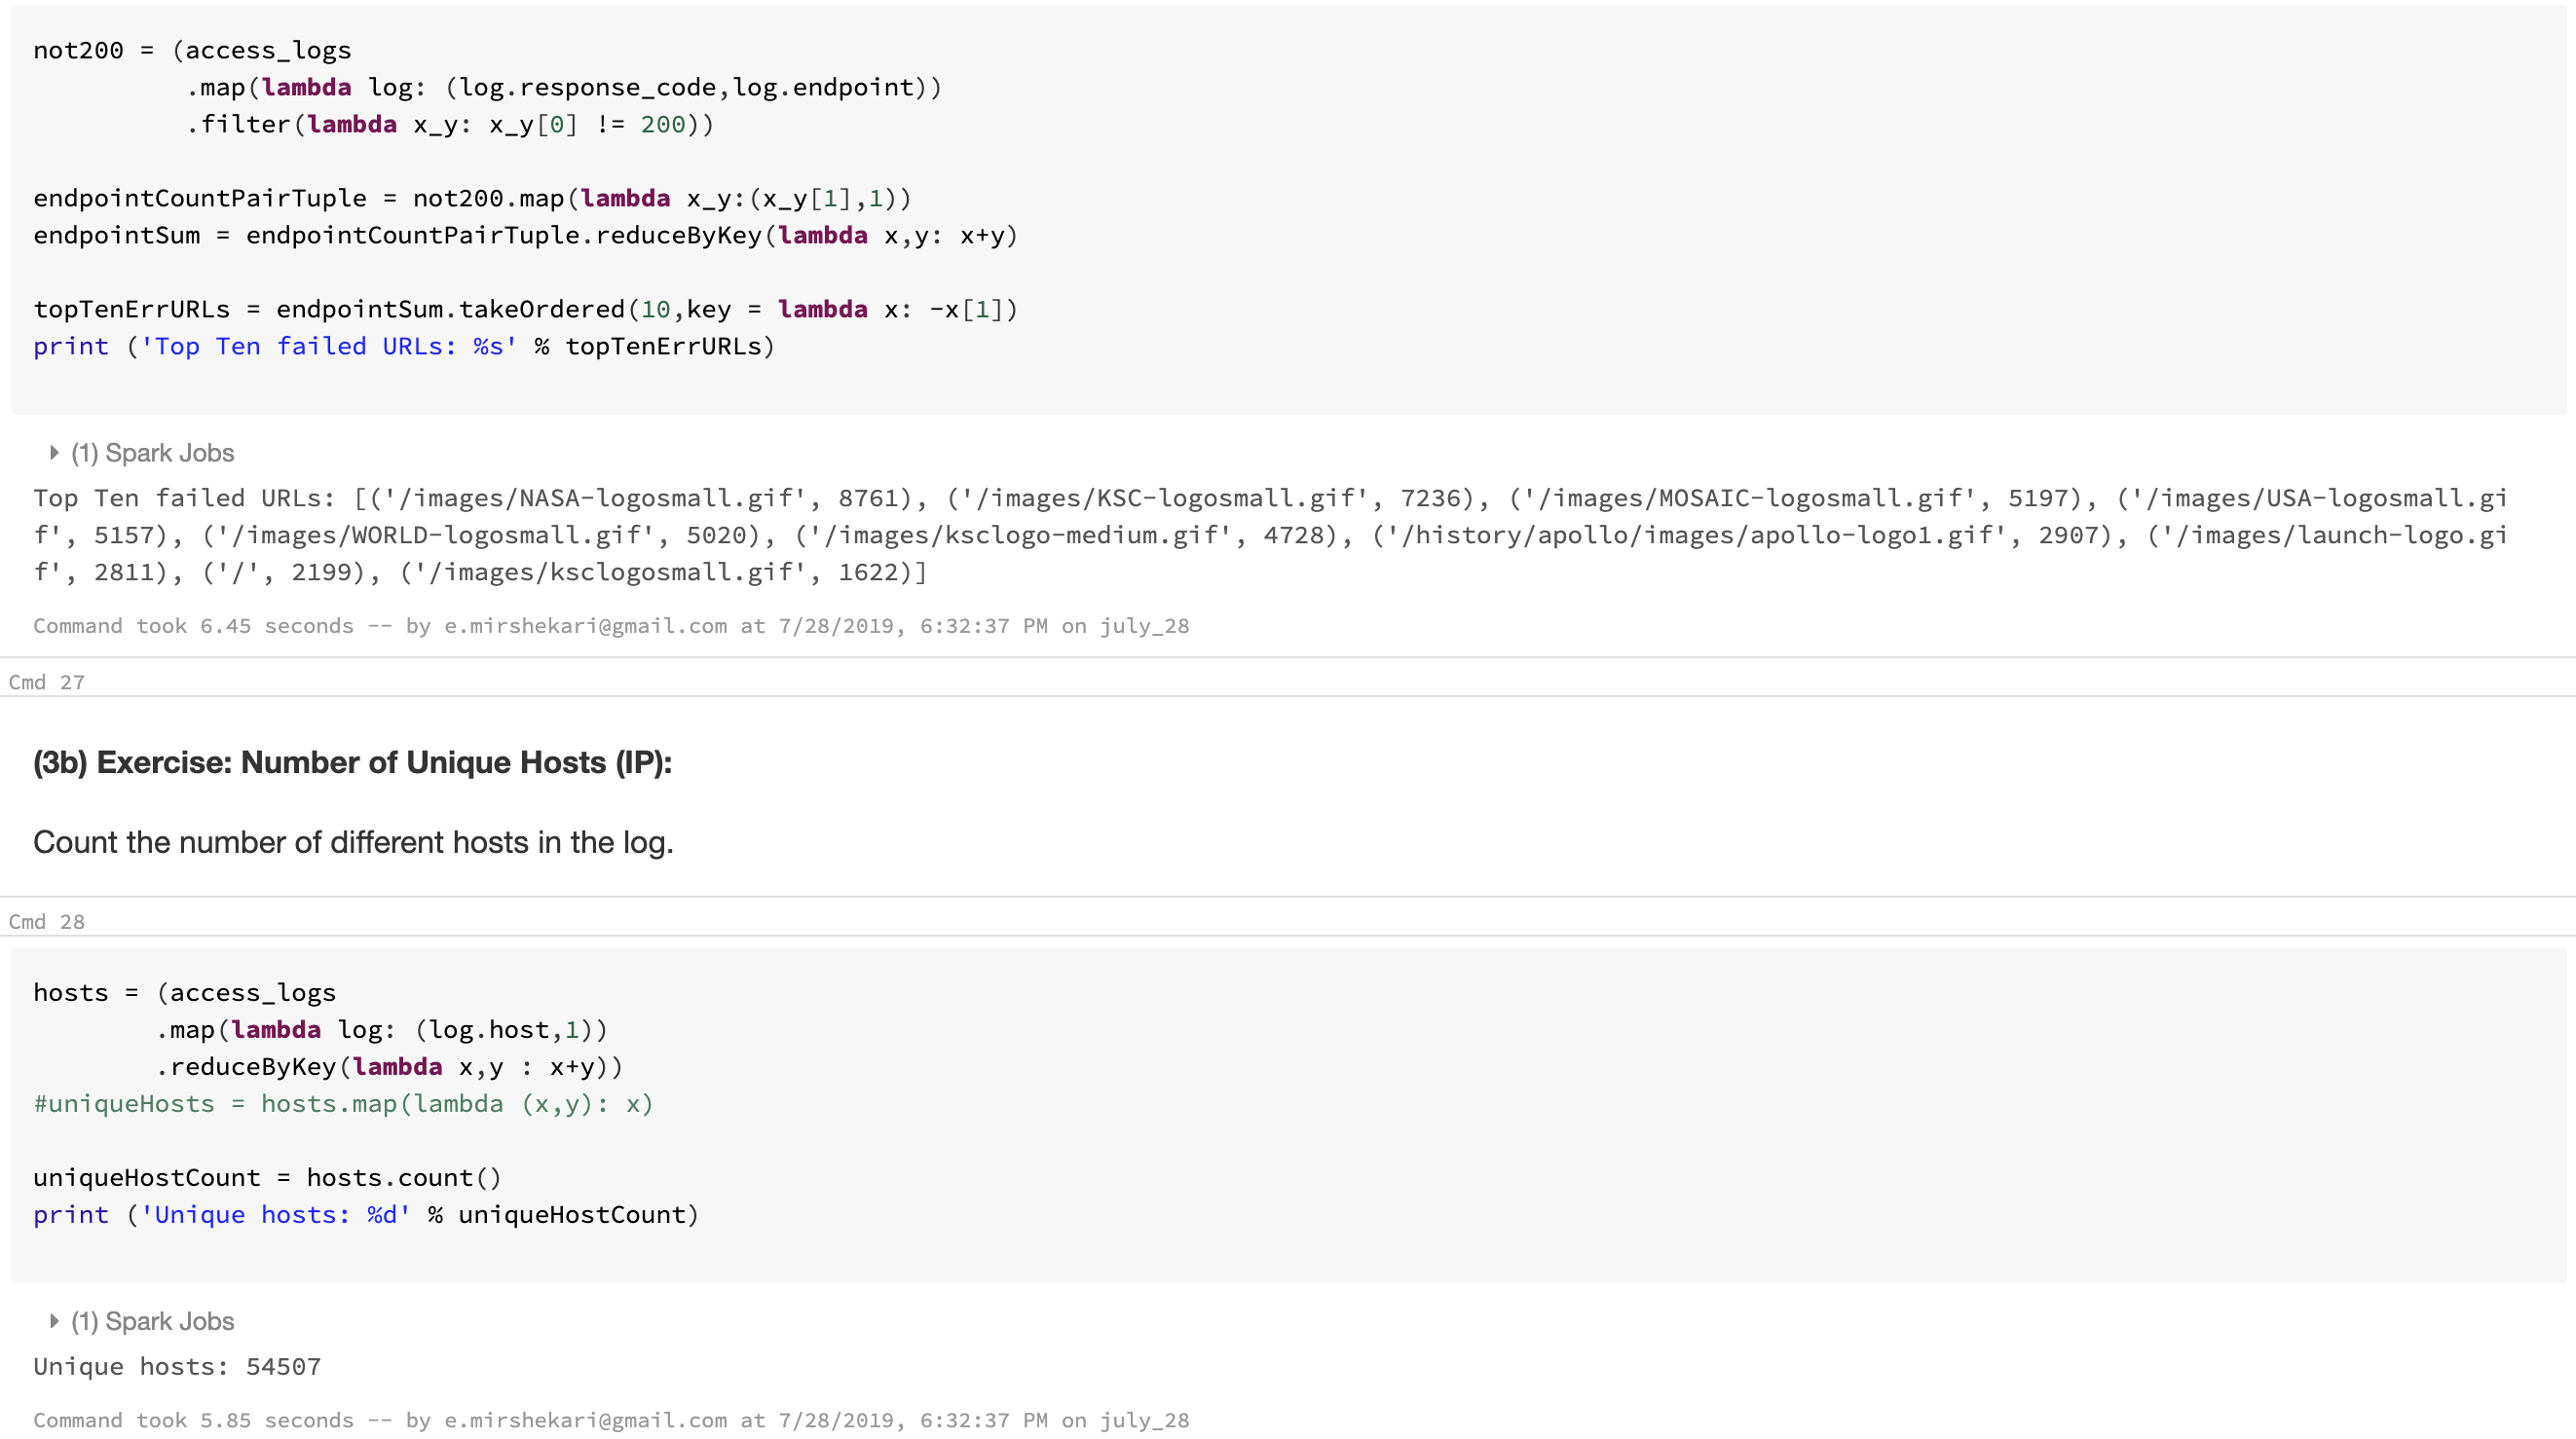 not200 = (access_logs
          .map(lambda log: (log.response_code,log.endpoint))
          .filter(lambda x_y: x_y[0] != 200))
endpointCountPairTuple = not200.map(lambda x_y:(x_y[1],1))
endpointSum = endpointCountPairTuple.reduceByKey(lambda x,y: x+y)
topTenErrURLs = endpointSum.takeOrdered(10,key = lambda x: -x[1])
print ('Top Ten failed URLs: %s' % topTenErrURLs)
(1) Spark Jobs
Top Ten failed URLs: [('/images/NASA-logosmall.gif', 8761), ('/images/KSC-logosmall.gif', 7236), ('/images/MOSAIC-logosmall.gif', 5197), ('/images/USA-logosmall.gi
f', 5157), ('/images/WORLD-logosmall.gif', 5020), ('/images/ksclogo-medium.gif', 4728), ('/history/apollo/images/apollo-logo1.gif', 2907), ('/images/launch-logo.gi
f', 2811), ('/', 2199), ('/images/ksclogosmall.gif', 1622)]
Command took 6.45 seconds -- by e.mirshekari@gmail.com at 7/28/2019, 6:32:37 PM on july_28
Cmd 27
(3b) Exercise: Number of Unique Hosts (IP):
Count the number of different hosts in the log.
Cmd 28
hosts = (access_logs
        .map(lambda log: (log.host,1))
        .reduceByKey(lambda x,y : x+y))
#uniqueHosts = hosts.map(lambda (x,y): x)
uniqueHostCount = hosts.count()
print ('Unique hosts: %d' % uniqueHostCount)
(1) Spark Jobs
Unique hosts: 54507
Command took 5.85 seconds -- by e.mirshekari@gmail.com at 7/28/2019, 6:32:37 PM on july_28